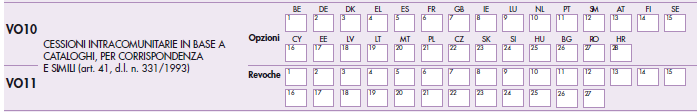 BE DE DK EL ES FR GB IE LU NL PT SM AT FI SE
VO10 Opzioni 1 2 3 4 5 6 7 8 9 10 11 12 13 14 15
CY EE LV LT MT PL CZ SK SI HU BG RO HR
16 17 18 19 20 21 22 23 24 25 26 27 28
CESSIONI INTRACOMUNITARIE IN BASE A
CATALOGHI, PER CORRISPONDENZA
E SIMILI (art. 41, d.l. n. 331/1993)
VO11 Revoche 1 2 3 4 5 6 7 8 9 10 11 12 13 14 15
16 17 18 19 20 21 22 23 24 25 26 27